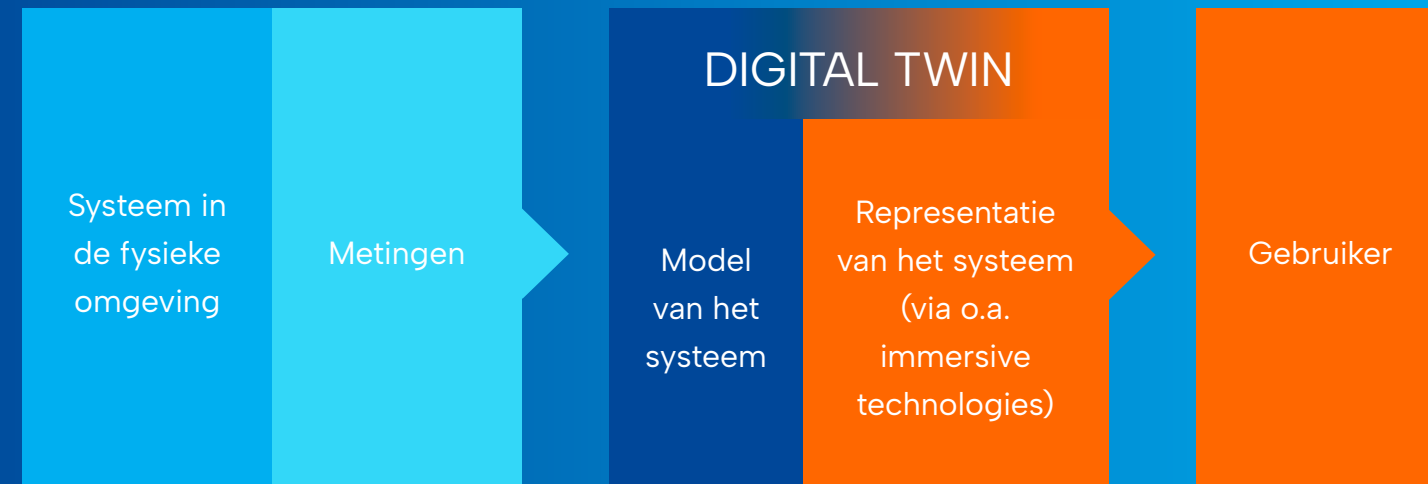 DIGITAL TWIN
Systeem in
de fysieke
omgeving
Metingen
Model
van het
systeem
Representatie
van het systeem
(via o.a.
immersive
technologies)
Gebruiker